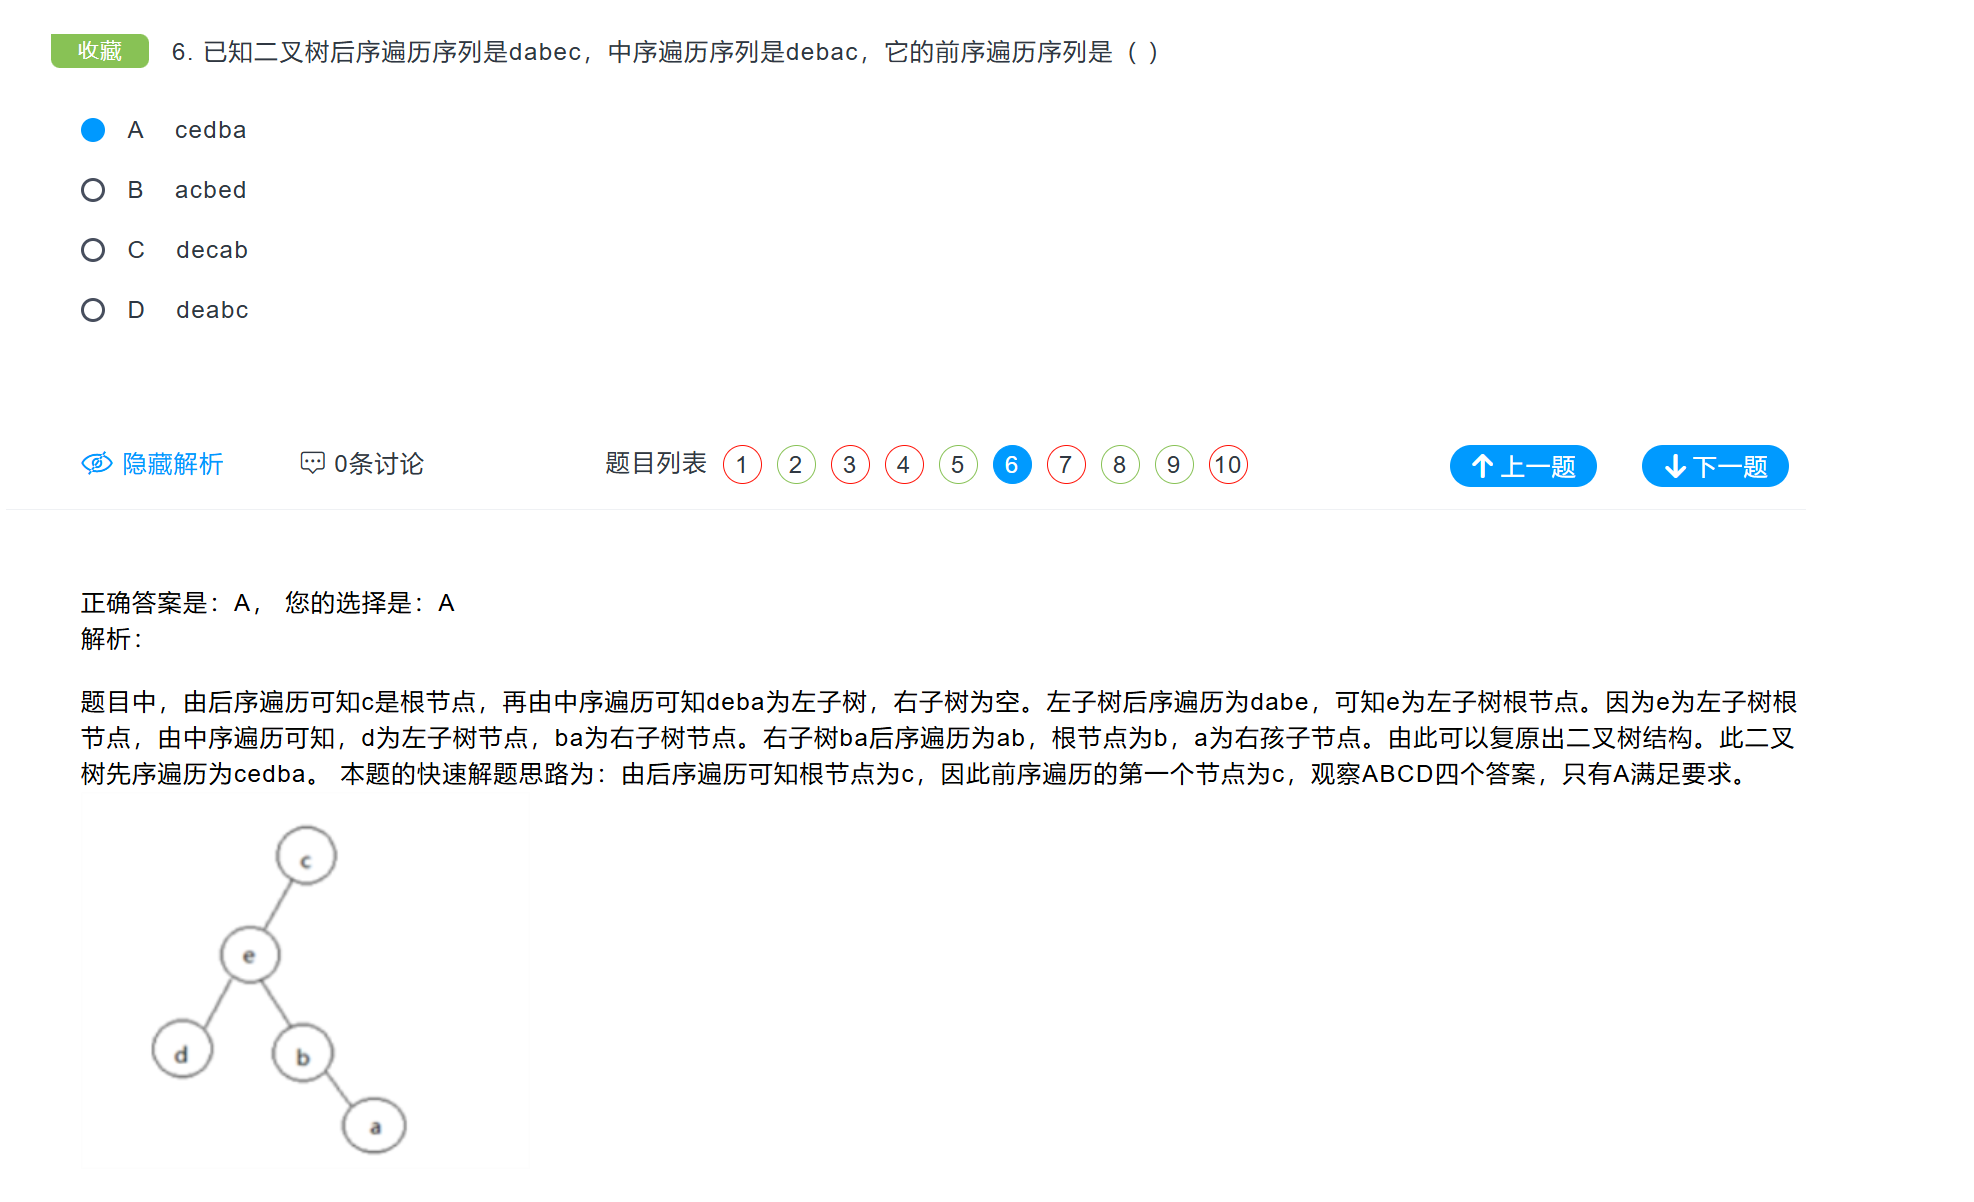 收藏 6. 已知二叉树后序遍历序列是dabec，中序遍历序列是debac，它的前序遍历序列是（ ）
A cedba
B acbed
C decab
D deabc
隐藏解析 0条讨论 题目列表 1 2 3 4 5 6 7 8 9 10 上一题 下一题
正确答案是：A， 您的选择是：A
解析：
题目中，由后序遍历可知c是根节点，再由中序遍历可知deba为左子树，右子树为空。左子树后序遍历为dabe，可知e为左子树根节点。因为e为左子树根
节点，由中序遍历可知，d为左子树节点，ba为右子树节点。右子树ba后序遍历为ab，根节点为b，a为右孩子节点。由此可以复原出二叉树结构。此二叉
树先序遍历为cedba。 本题的快速解题思路为：由后序遍历可知根节点为c，因此前序遍历的第一个节点为c，观察ABCD四个答案，只有A满足要求。
c
e
d b
a